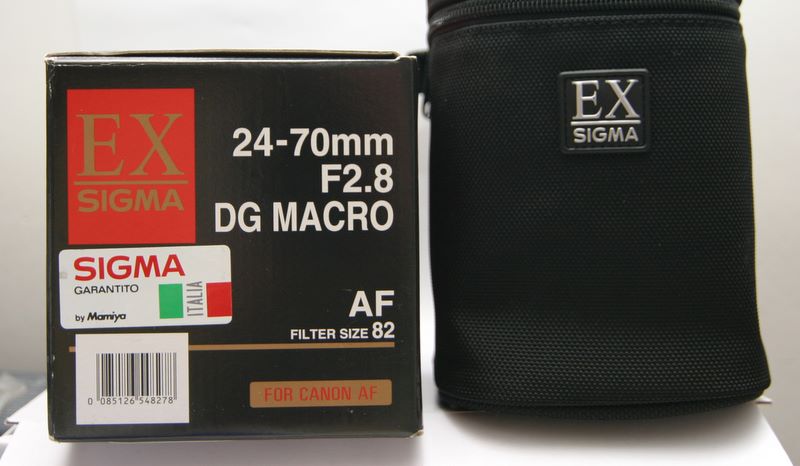 EX
SIGMA
24-70mm
F2.8
DG MACRO
SIGMA
GARANTITO
ITALIA
by Mamiya
AF
FILTER SIZE 82
0 085126 548278
FOR CANON AF
EX
SIGMA